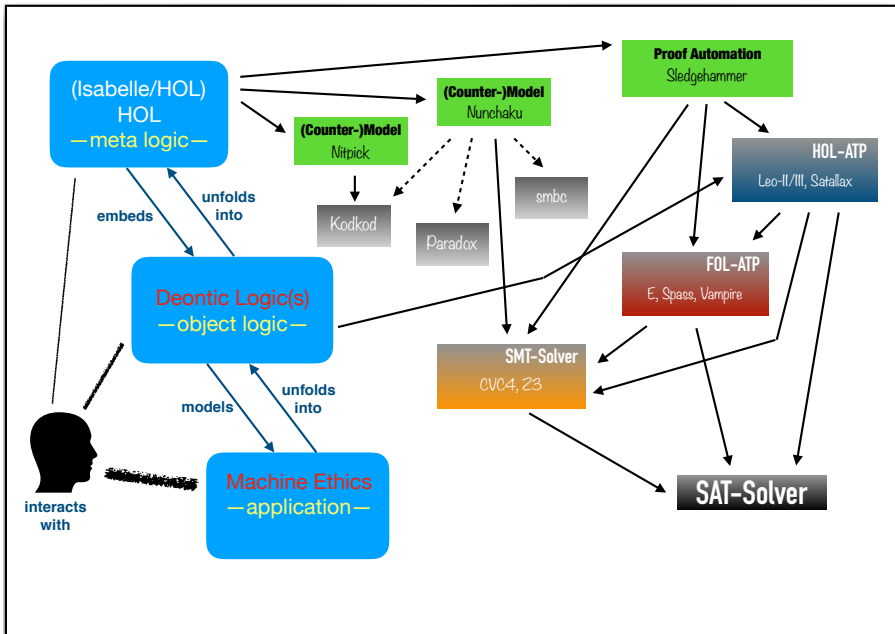 (Isabelle/HOL)
HOL
—meta logic—
unfolds
into
embeds
Deontic Logic(s)
—object logic—
unfolds
into
models
Machine Ethics
—application—
interacts
with
(Counter-)Model
Nitpick
Kodkod
(Counter-)Model
Nunchaku
Paradox
smbc
Proof Automation
Sledgehammer
HOL-ATP
Leo-II/III, Satallax
FOL-ATP
E, Spass, Vampire
SMT-Solver
CVC4, Z3
SAT-Solver